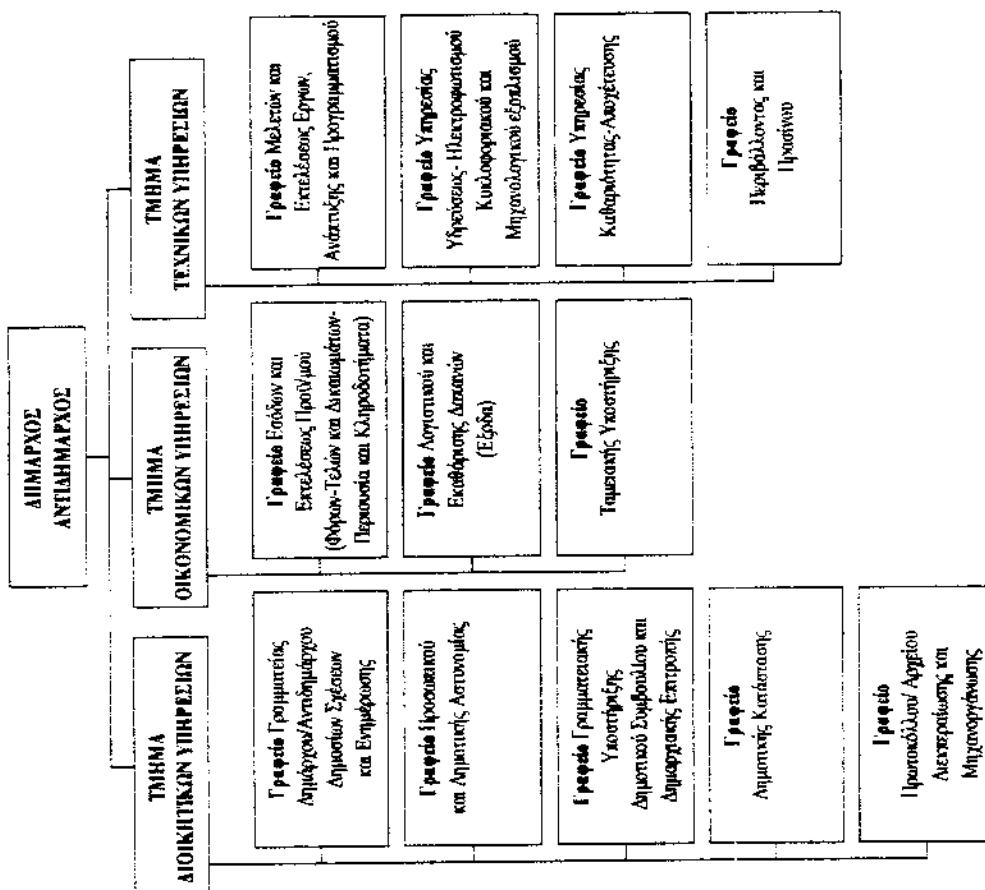 ΔΗΜΑΡΧΟΣ
ΑΝΤΙΔΗΜΑΡΧΟΣ
ΤΜΗΜΑ
ΔΙΟΙΚΗΤΙΚΩΝ ΥΠΗΡΕΣΙΩΝ
Γραφείο Γραμματείας
Δημάρχου/Αντιδημάρχου
Δημοσίων Σχέσεων
και Ενημέρωσης
Γραφείο Προσωπικού
και Δημοτικής Αστυνομίας
Γραφείο Γραμματειακής
Υποστήριξης
Δημοτικού Συμβουλίου και
Δημαρχιακής Επιτροπής
Γραφείο
Δημοτικής Κατάστασης
Γραφείο
Πρωτοκόλλου/ Αρχείου
Διεκπεραίωσης και
Μηχανοργάνωσης
ΤΜΗΜΑ
ΟΙΚΟΝΟΜΙΚΩΝ ΥΠΗΡΕΣΙΩΝ
Γραφείο Εσόδων και
Εκτελέσεως Προϋ/μού
(Φόρων-Τελών και Δικαιωμάτων-
Περιουσία και Κληροδοτήματα)
Γραφείο Λογιστικού και
Εκαθάρισης Δαπανών
(Εξοδα)
Γραφείο
Ταμειακής Υποστήριξης
ΤΜΗΜΑ
ΤΕΧΝΙΚΩΝ ΥΠΗΡΕΣΙΩΝ
Γραφείο Μελετών και
Εκτελέσεως Εργων,
Ανάπτυξης και Προγραμματισμού
Γραφείο Υπηρεσίας
Υδρεύσεως- Ηλεκτροφωτισμού
Κυκλοφοριακού και
Μηχανολογικού εξοπλισμού
Γραφείο Υπηρεσίας
Καθαριότητας-Αποχέτευσης
Γραφείο
Περιβάλλοντος και
Πρασίνου